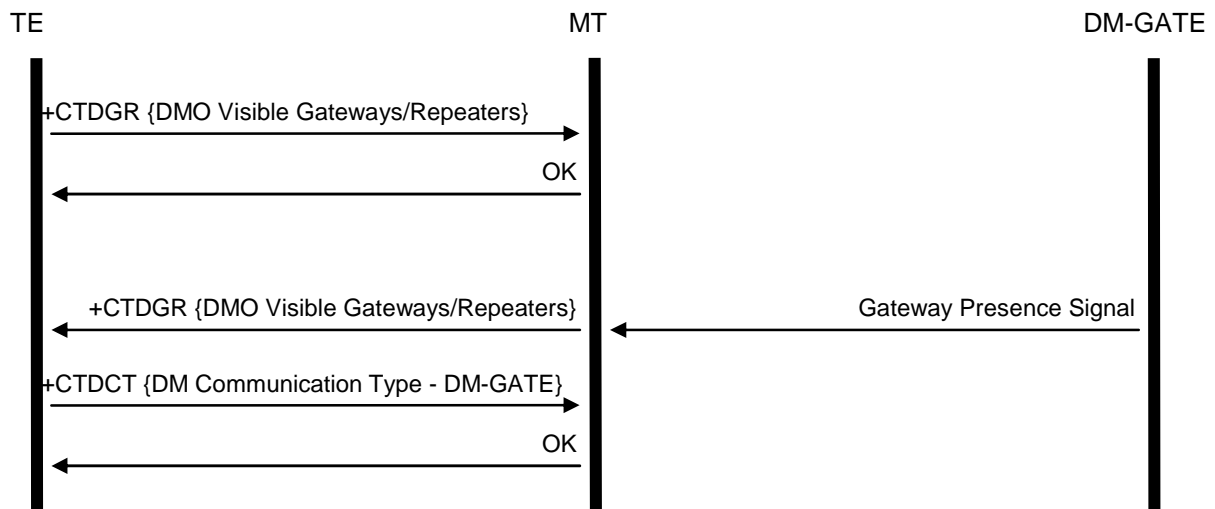 TE MT DM-GATE
+CTDGR {DMO Visible Gateways/Repeaters}
OK
+CTDGR {DMO Visible Gateways/Repeaters} Gateway Presence Signal
+CTDCT {DM Communication Type - DM-GATE}
OK